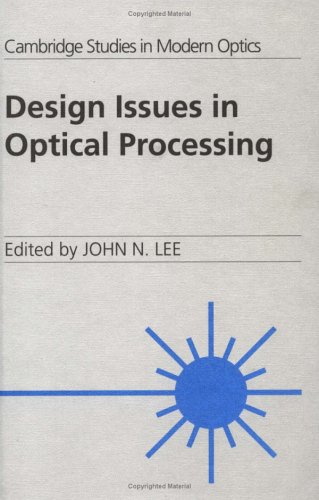 Copyrighted Material
Cambridge Studies in Modern Optics
Design Issues in
Optical Processing
Edited by JOHN N. LEE
Copyrighted Material